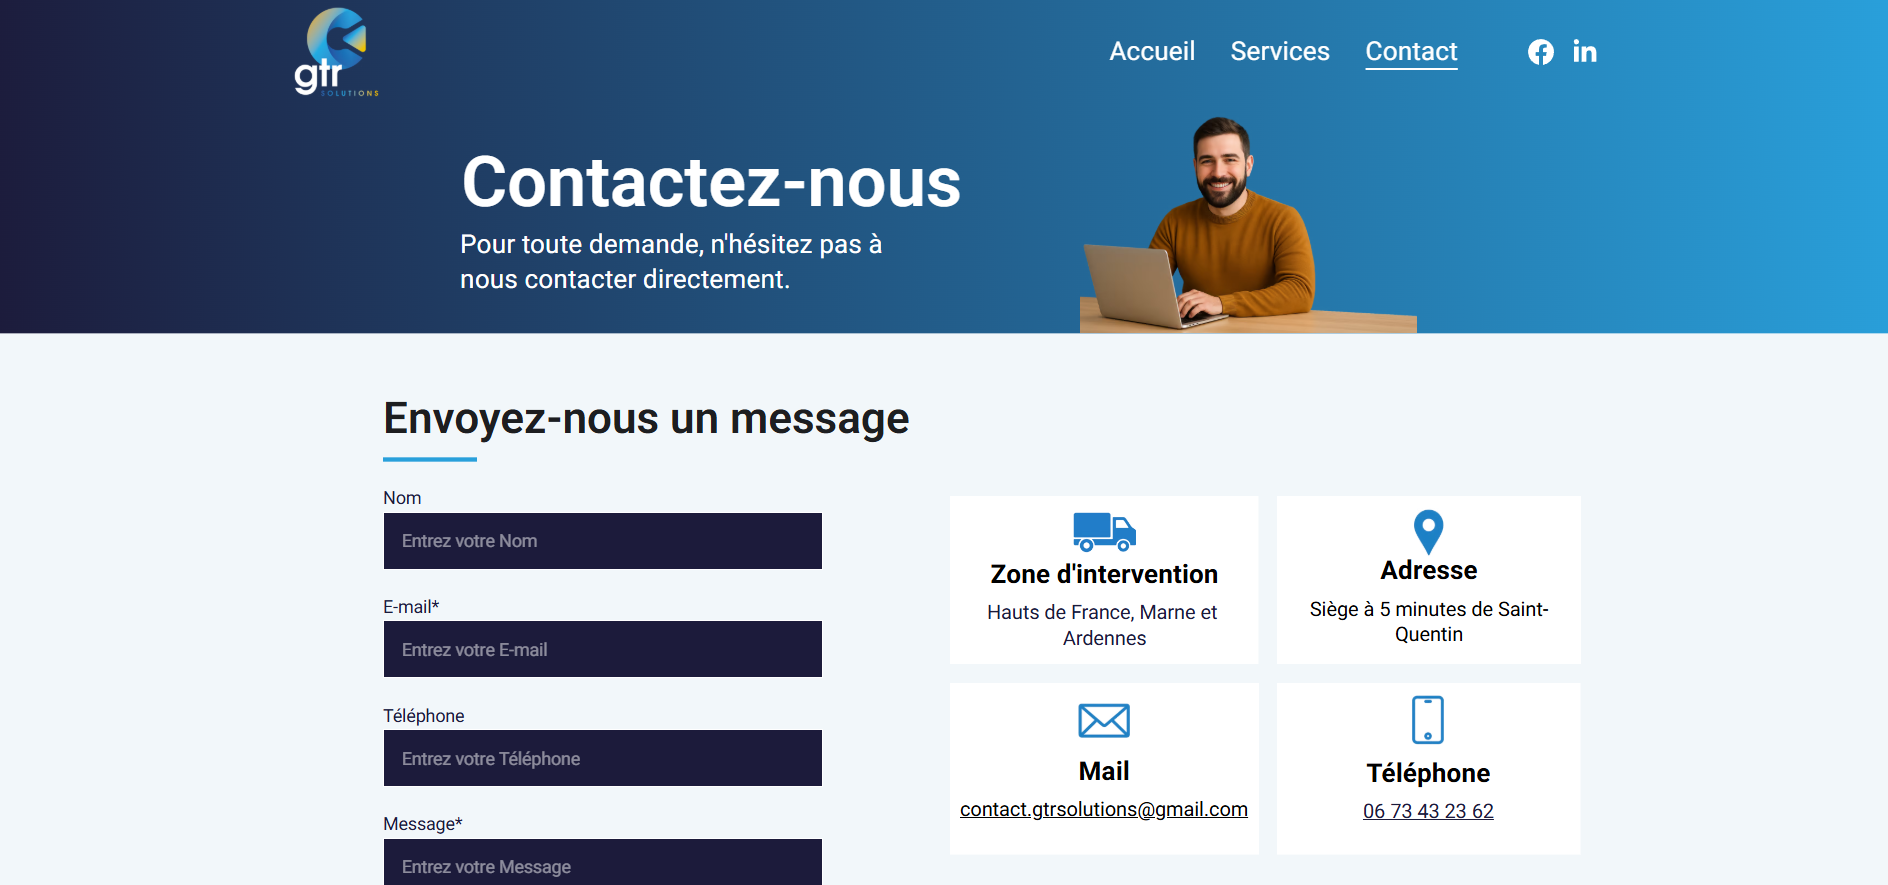 gtr
SOLUTIONS
Accueil
Services
Contact
Contactez-nous
Pour toute demande, n'hésitez pas à
nous contacter directement.
Envoyez-nous un message
Nom
Entrez votre Nom
E-mail*
Entrez votre E-mail
Téléphone
Entrez votre Téléphone
Message*
Entrez votre Message
Zone d'intervention
Hauts de France, Marne et
Ardennes
Adresse
Siège à 5 minutes de Saint-
Quentin
Mail
contact.gtrsolutions@gmail.com
Téléphone
06 73 43 23 62